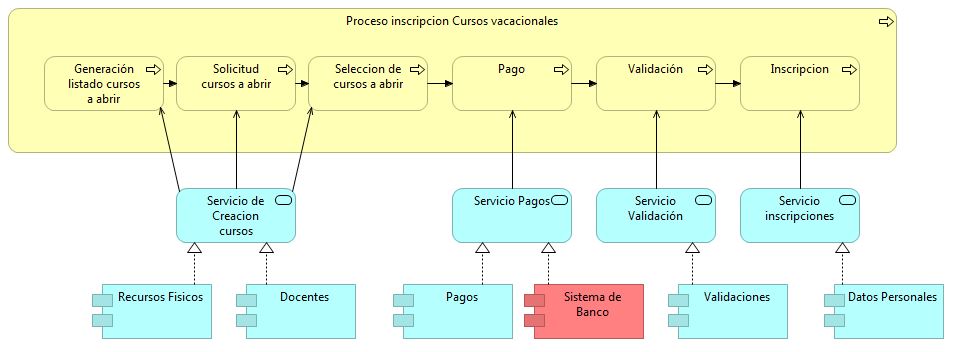 Proceso inscripcion Cursos vacacionales
Generación
listado cursos
a abrir
Solicitud
cursos a abrir
Seleccion de
cursos a abrir
Pago
Validación
Inscripcion
Servicio de
Creacion
cursos
Servicio Pagos
Servicio
Validación
Servicio
inscripciones
Recursos Fisicos
Docentes
Pagos
Sistema de
Banco
Validaciones
Datos Personales